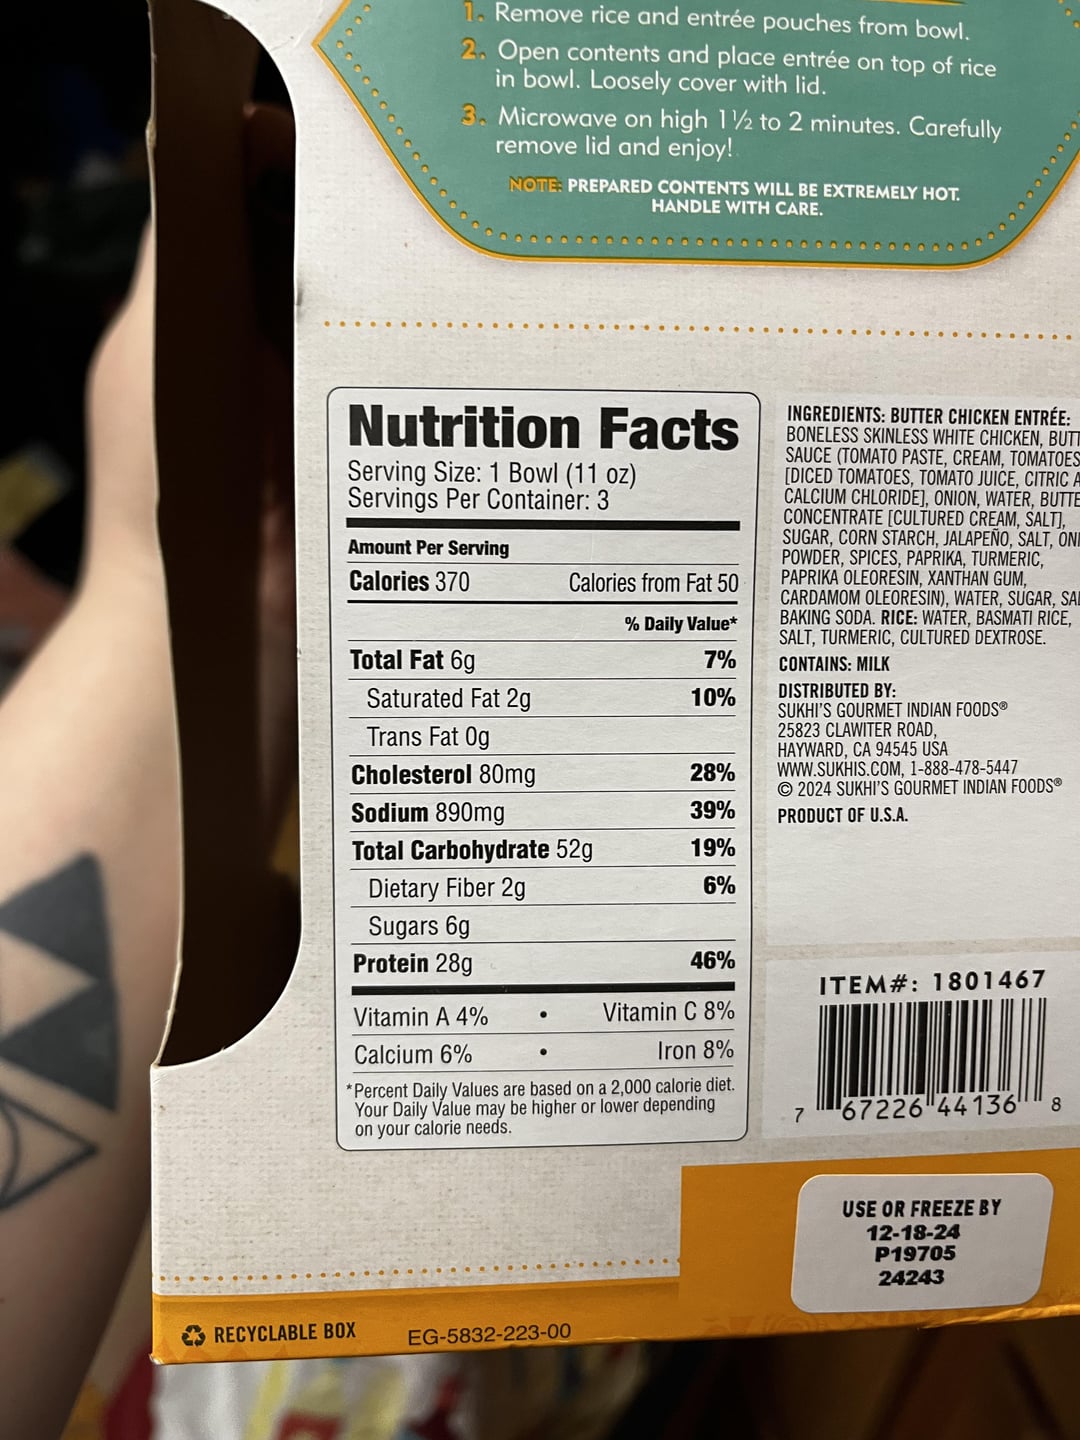 1. Remove rice and entrée pouches from bowl.
2. Open contents and place entrée on top of rice
in bowl. Loosely cover with lid.
3. Microwave on high 1½ to 2 minutes. Carefully
remove lid and enjoy!
NOTE: PREPARED CONTENTS WILL BE EXTREMELY HOT.
HANDLE WITH CARE.
Nutrition Facts
Serving Size: 1 Bowl (11 oz)
Servings Per Container: 3
Amount Per Serving
Calories 370 Calories from Fat 50
% Daily Value*
Total Fat 6g 7%
Saturated Fat 2g 10%
Trans Fat 0g
Cholesterol 80mg 28%
Sodium 890mg 39%
Total Carbohydrate 52g 19%
Dietary Fiber 2g 6%
Sugars 6g
Protein 28g 46%
Vitamin A 4% • Vitamin C 8%
Calcium 6% • Iron 8%
*Percent Daily Values are based on a 2,000 calorie diet.
Your Daily Value may be higher or lower depending
on your calorie needs.
INGREDIENTS: BUTTER CHICKEN ENTRÉE:
BONELESS SKINLESS WHITE CHICKEN,
SAUCE (TOMATO PASTE, CREAM, TOMATOES
[DICED TOMATOES, TOMATO JUICE, CITRIC
CALCIUM CHLORIDE], ONION, WATER,
CONCENTRATE [CULTURED CREAM, SALT],
SUGAR, CORN STARCH, JALAPEÑO, SALT,
POWDER, SPICES, PAPRIKA, TURMERIC,
PAPRIKA OLEORESIN, XANTHAN GUM,
CARDAMOM OLEORESIN), WATER, SUGAR,
BAKING SODA. RICE: WATER, BASMATI RICE,
SALT, TURMERIC, CULTURED DEXTROSE.
CONTAINS: MILK
DISTRIBUTED BY:
SUKHI'S GOURMET INDIAN FOODS®
25823 CLAWITER ROAD,
HAYWARD, CA 94545 USA
WWW.SUKHIS.COM, 1-888-478-5447
© 2024 SUKHI'S GOURMET INDIAN FOODS®
PRODUCT OF U.S.A.
ITEM#: 1801467
7 67226 44136 8
USE OR FREEZE BY
12-18-24
P19705
24243
RECYCLABLE BOX EG-5832-223-00